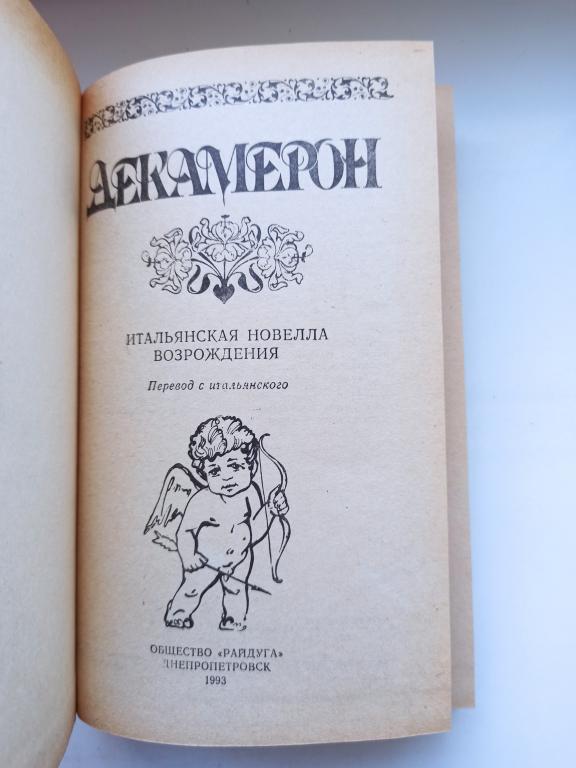 ДЕКАМЕРОН
ИТАЛЬЯНСКАЯ НОВЕЛЛА
ВОЗРОЖДЕНИЯ
Перевод с итальянского
ОБЩЕСТВО «РАЙДУГА»
ДНЕПРОПЕТРОВСК
1993